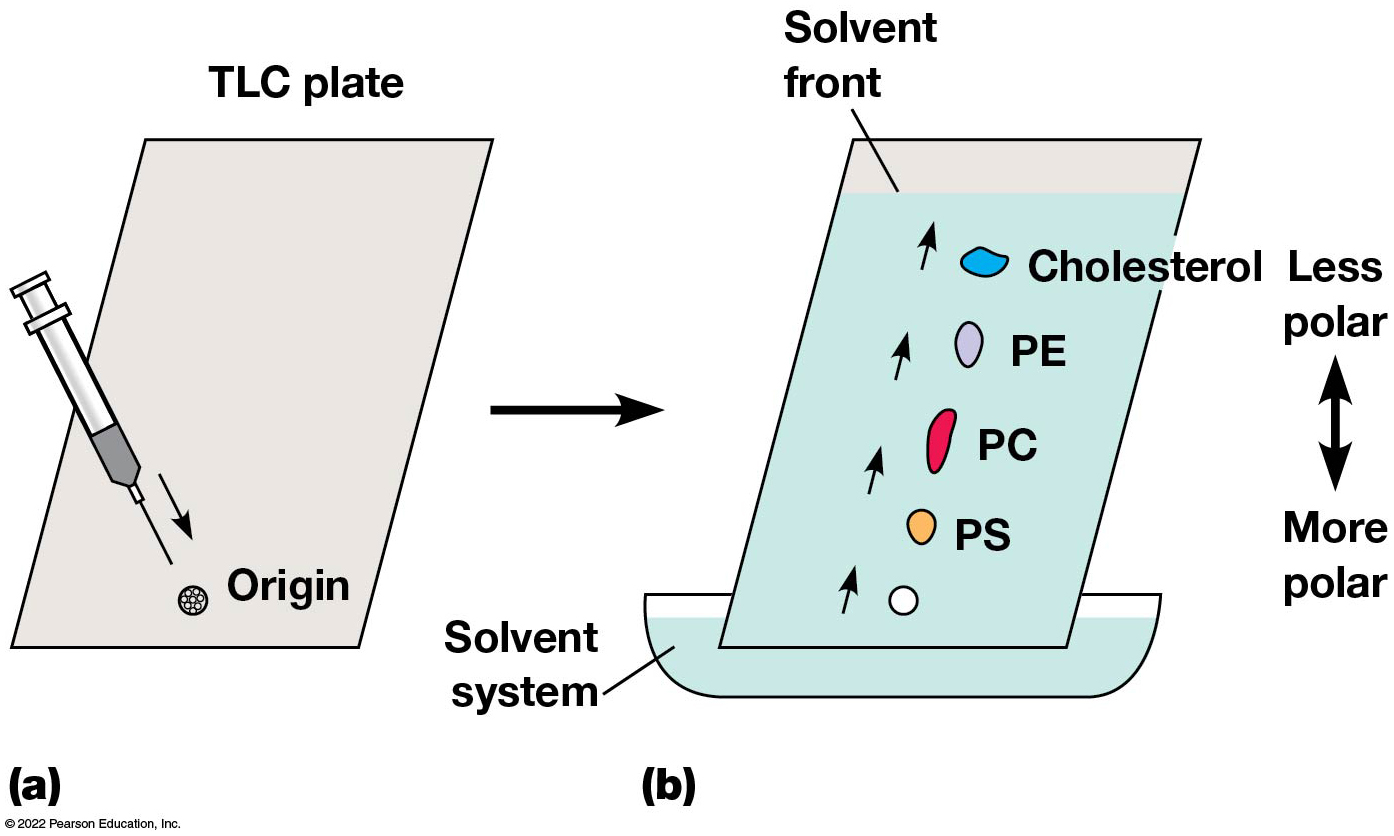 TLC plate
Origin
Solvent
front
Cholesterol
PE
PC
PS
Less
polar
More
polar
Solvent
system
(a)
(b)
© 2022 Pearson Education, Inc.